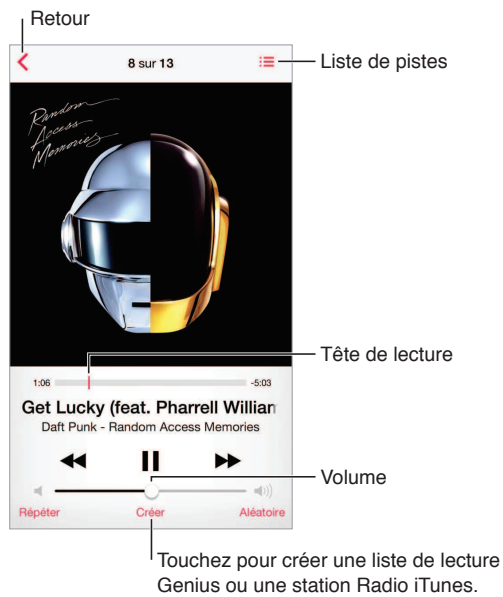 Retour
8 sur 13
Liste de pistes
Random
Access
Memories
Tête de lecture
1:06
-5:03
Get Lucky (feat. Pharrell Willian
Daft Punk - Random Access Memories
Volume
Répéter
Créer
Aléatoire
Touchez pour créer une liste de lecture
Genius ou une station Radio iTunes.